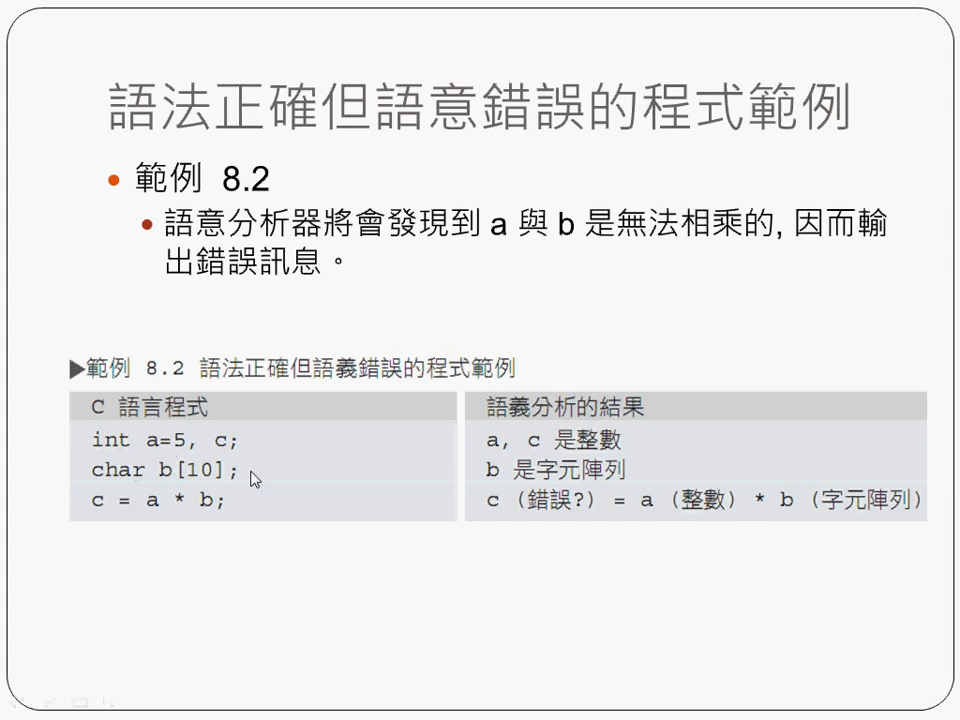 語法正確但語意錯誤的程式範例
範例 8.2
語意分析器將會發現到 a 與 b 是無法相乘的, 因而輸
出錯誤訊息。
▶範例 8.2 語法正確但語義錯誤的程式範例
C 語言程式
語義分析的結果
int a=5, c;
a, c 是整數
char b[10];
b 是字元陣列
c = a * b;
c (錯誤?) = a (整數) * b (字元陣列)